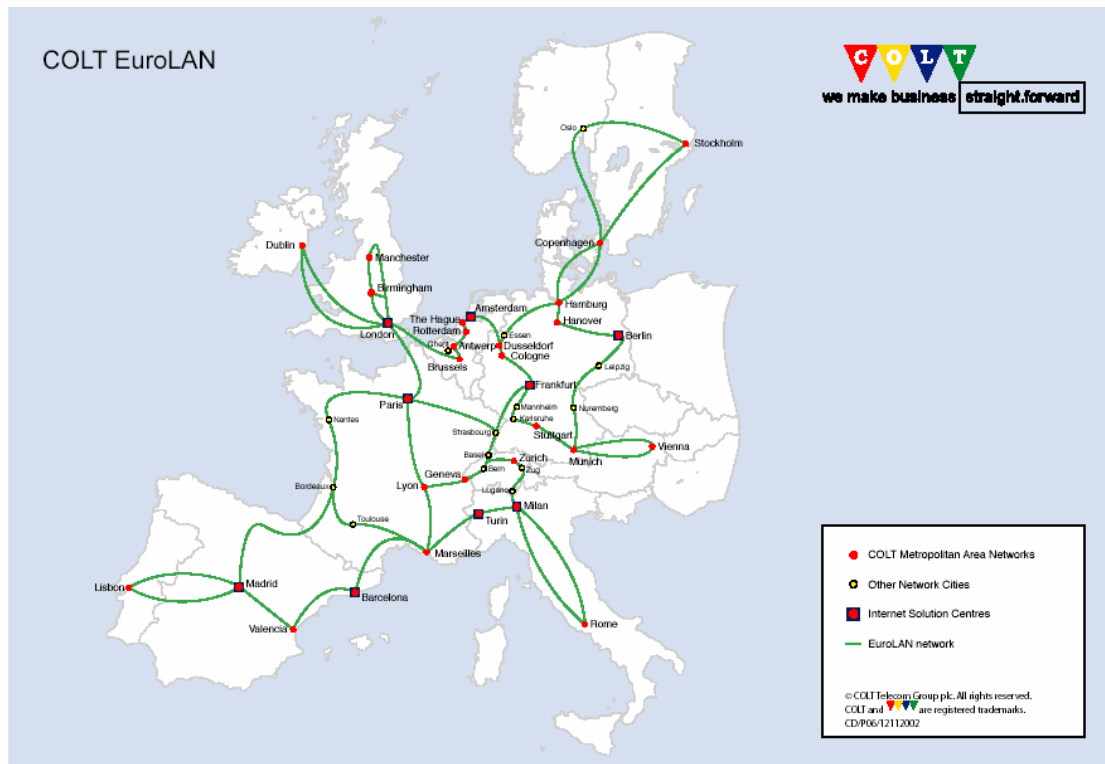 COLT EuroLAN
COLT
we make business straight.forward
Oslo
Stockholm
Copenhagen
Dublin
Manchester
Birmingham
Hamburg
Amsterdam
The Hague
Hanover
London
Rotterdam
Essen
Berlin
Ghent
Antwerp
Dusseldorf
Cologne
Brussels
Leipzig
Frankfurt
Paris
Mannheim
Nuremberg
Nantes
Karlsruhe
Strasbourg
Stuttgart
Munich
Vienna
Basel
Zurich
Bern
Zug
Geneva
Lyon
Bordeaux
Lugano
Milan
Toulouse
Turin
Marseilles
Lisbon
Madrid
Barcelona
Valencia
Rome
COLT Metropolitan Area Networks
Other Network Cities
Internet Solution Centres
EuroLAN network
© COLT Telecom Group plc. All rights reserved.
COLT and are registered trademarks.
CD/P06/12112002